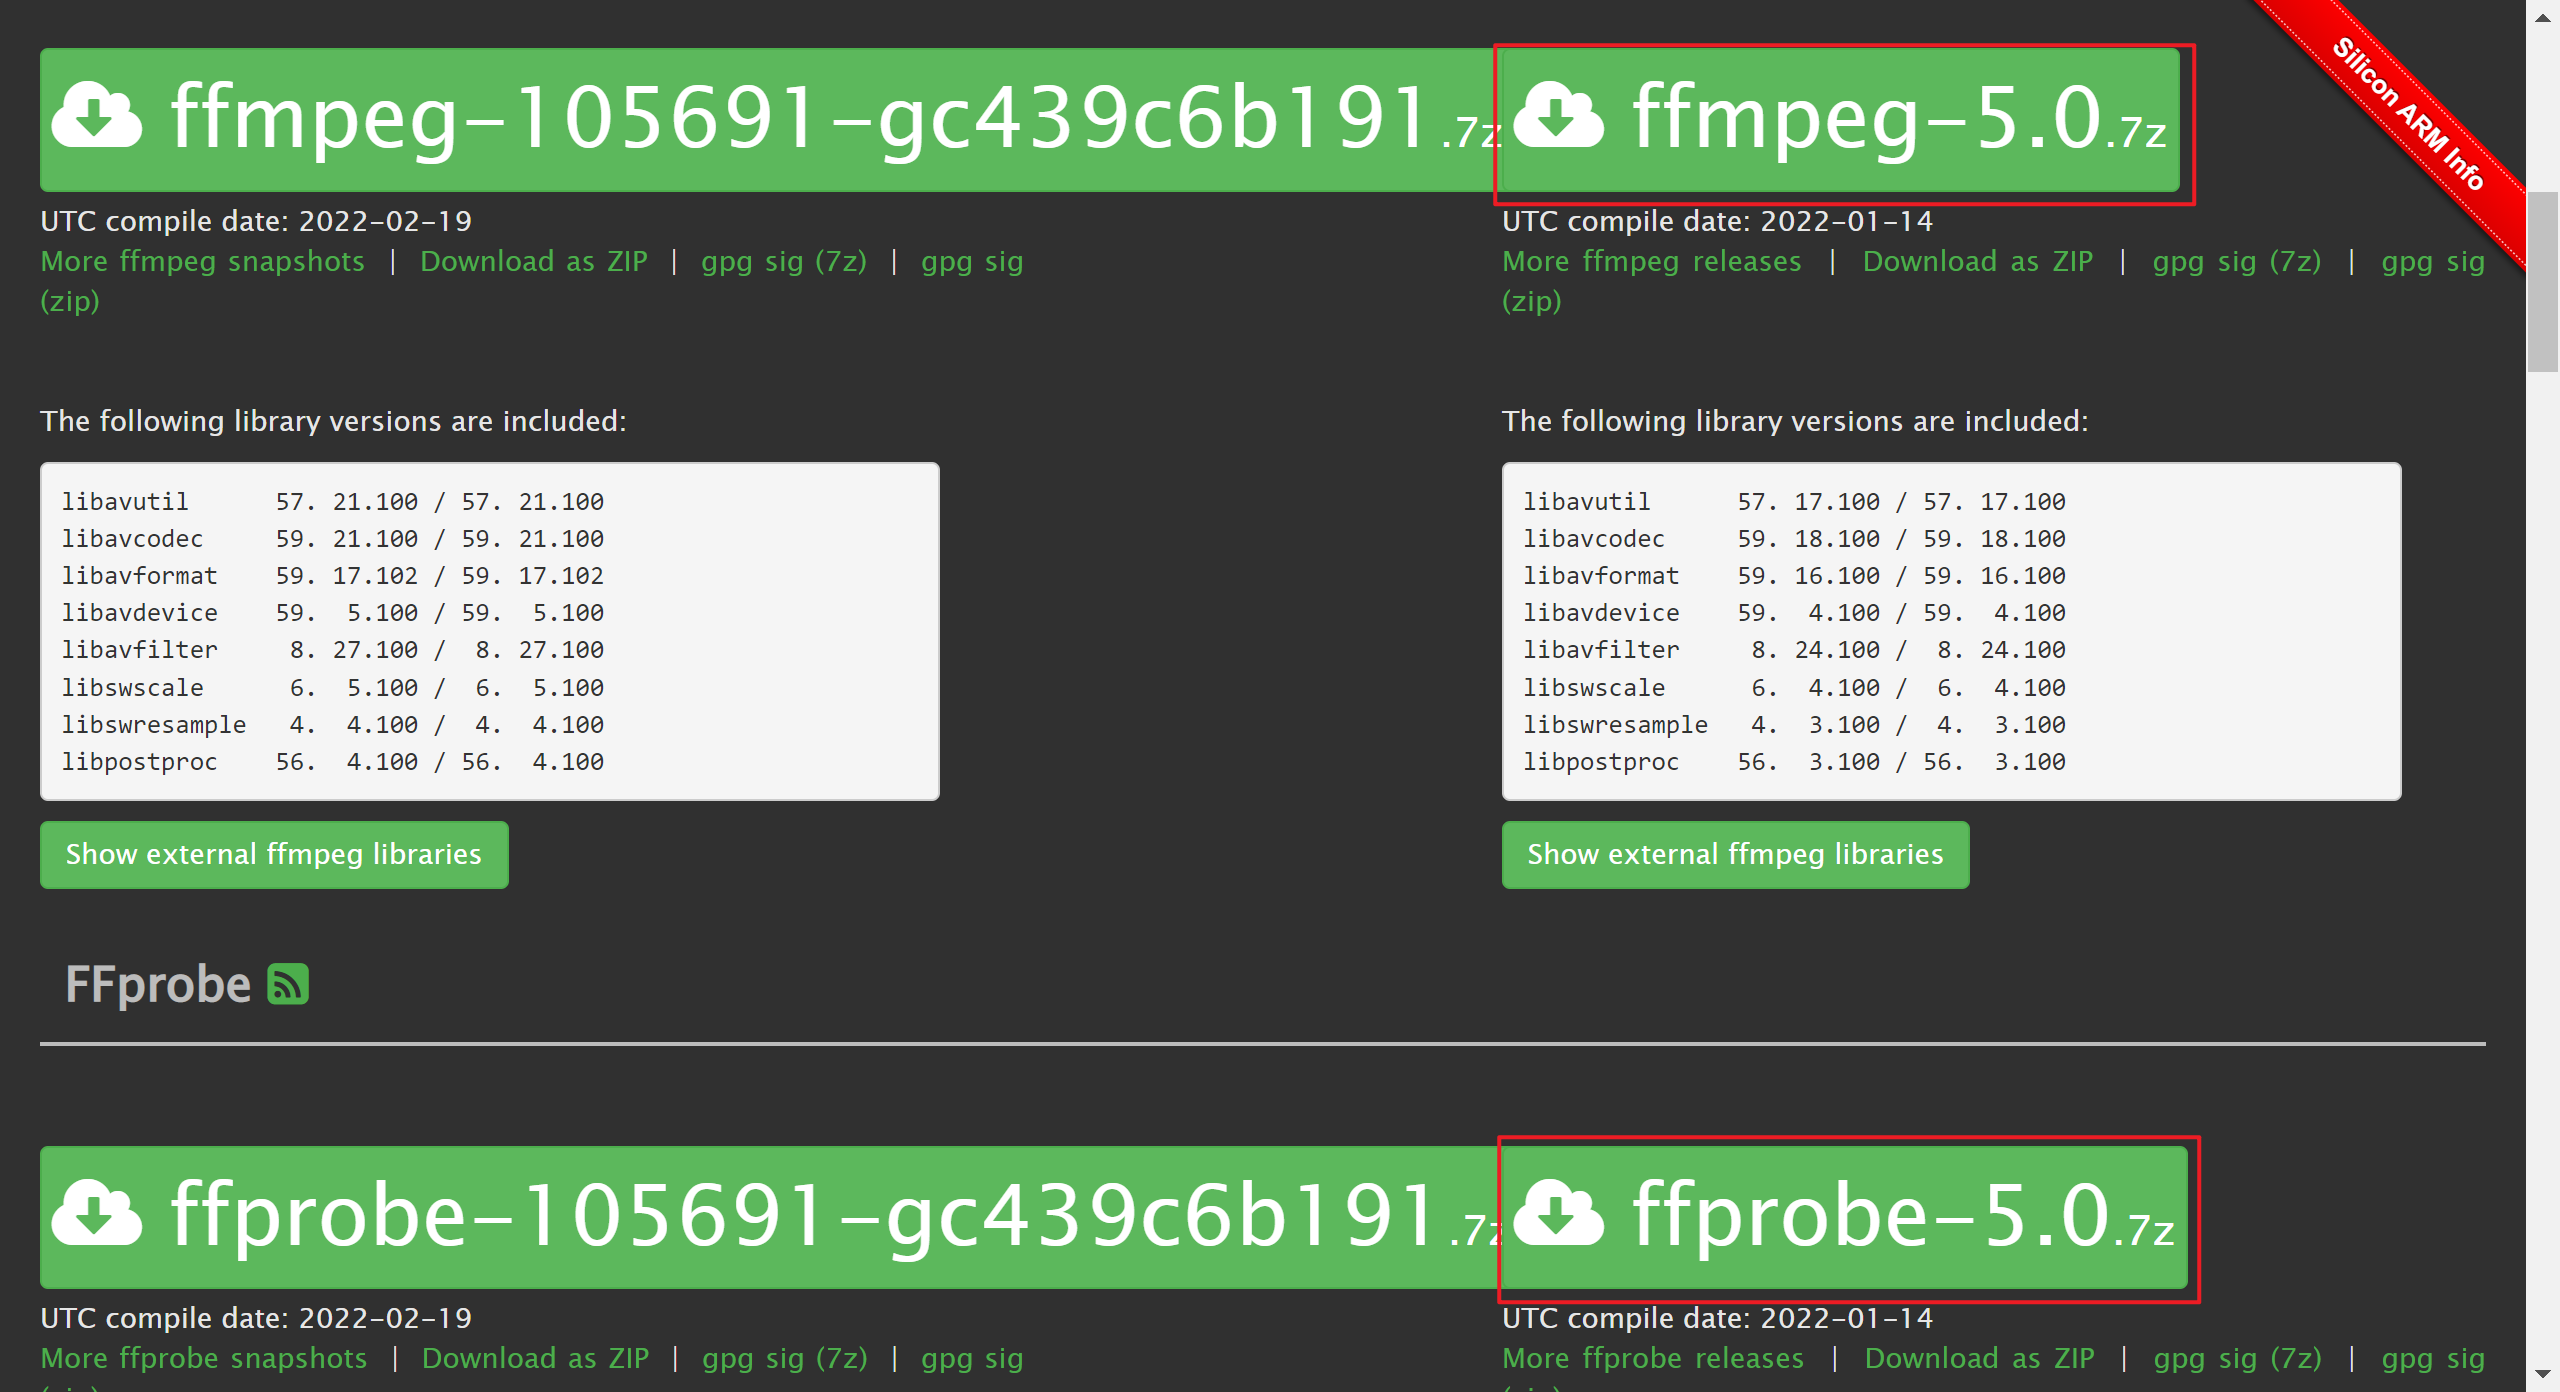 ffmpeg-105691-gc439c6b191.7z
UTC compile date: 2022-02-19
More ffmpeg snapshots | Download as ZIP | gpg sig (7z) | gpg sig
(zip)
The following library versions are included:
libavutil 57. 21.100 / 57. 21.100
libavcodec 59. 21.100 / 59. 21.100
libavformat 59. 17.102 / 59. 17.102
libavdevice 59. 5.100 / 59. 5.100
libavfilter 8. 27.100 / 8. 27.100
libswscale 6. 5.100 / 6. 5.100
libswresample 4. 4.100 / 4. 4.100
libpostproc 56. 4.100 / 56. 4.100
Show external ffmpeg libraries
ffmpeg-5.0.7z
UTC compile date: 2022-01-14
More ffmpeg releases | Download as ZIP | gpg sig (7z) | gpg sig
(zip)
The following library versions are included:
libavutil 57. 17.100 / 57. 17.100
libavcodec 59. 18.100 / 59. 18.100
libavformat 59. 16.100 / 59. 16.100
libavdevice 59. 4.100 / 59. 4.100
libavfilter 8. 24.100 / 8. 24.100
libswscale 6. 4.100 / 6. 4.100
libswresample 4. 3.100 / 4. 3.100
libpostproc 56. 3.100 / 56. 3.100
Show external ffmpeg libraries
Silicon ARM Info
FFprobe
ffprobe-105691-gc439c6b191.7z
UTC compile date: 2022-02-19
More ffprobe snapshots | Download as ZIP | gpg sig (7z) | gpg sig
ffprobe-5.0.7z
UTC compile date: 2022-01-14
More ffprobe releases | Download as ZIP | gpg sig (7z) | gpg sig